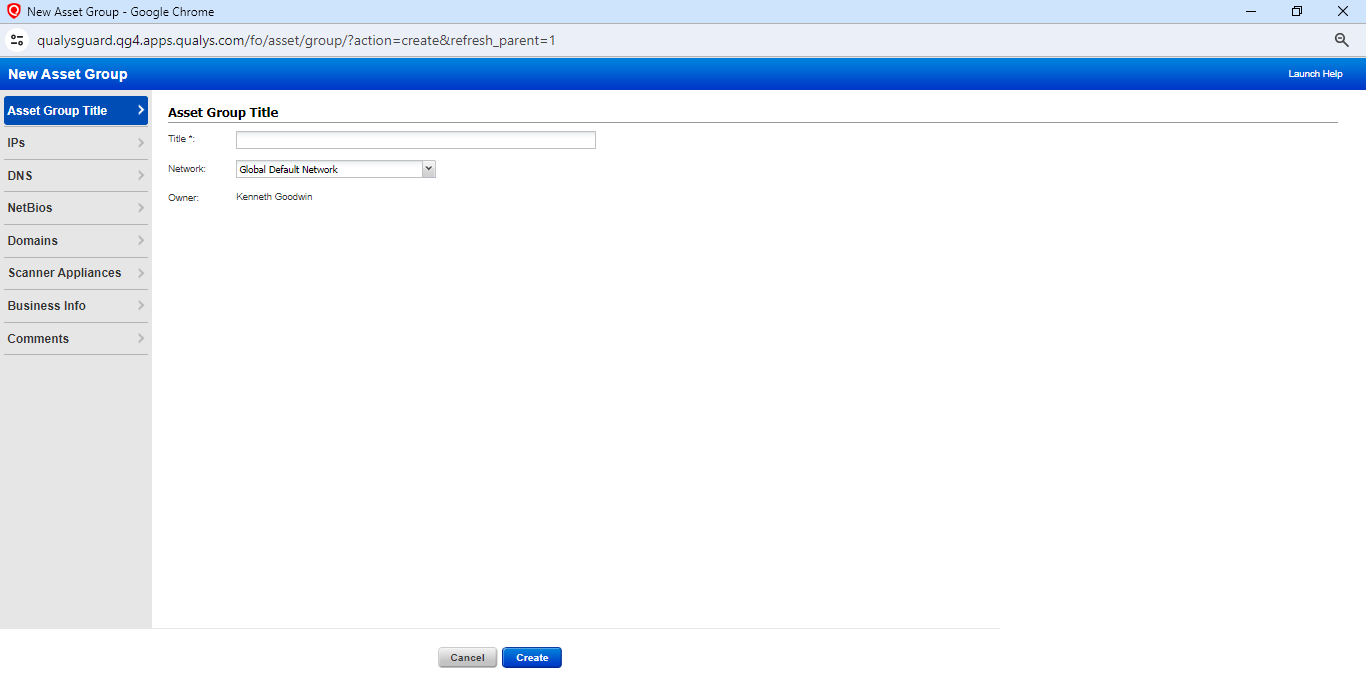 New Asset Group - Google Chrome
qualysguard.qg4.apps.qualys.com/fo/asset/group/?action=create&refresh_parent=1
New Asset Group
Launch Help
Asset Group Title
IPs
DNS
NetBios
Domains
Scanner Appliances
Business Info
Comments
Asset Group Title
Title *:
Network: Global Default Network
Owner: Kenneth Goodwin
Cancel Create